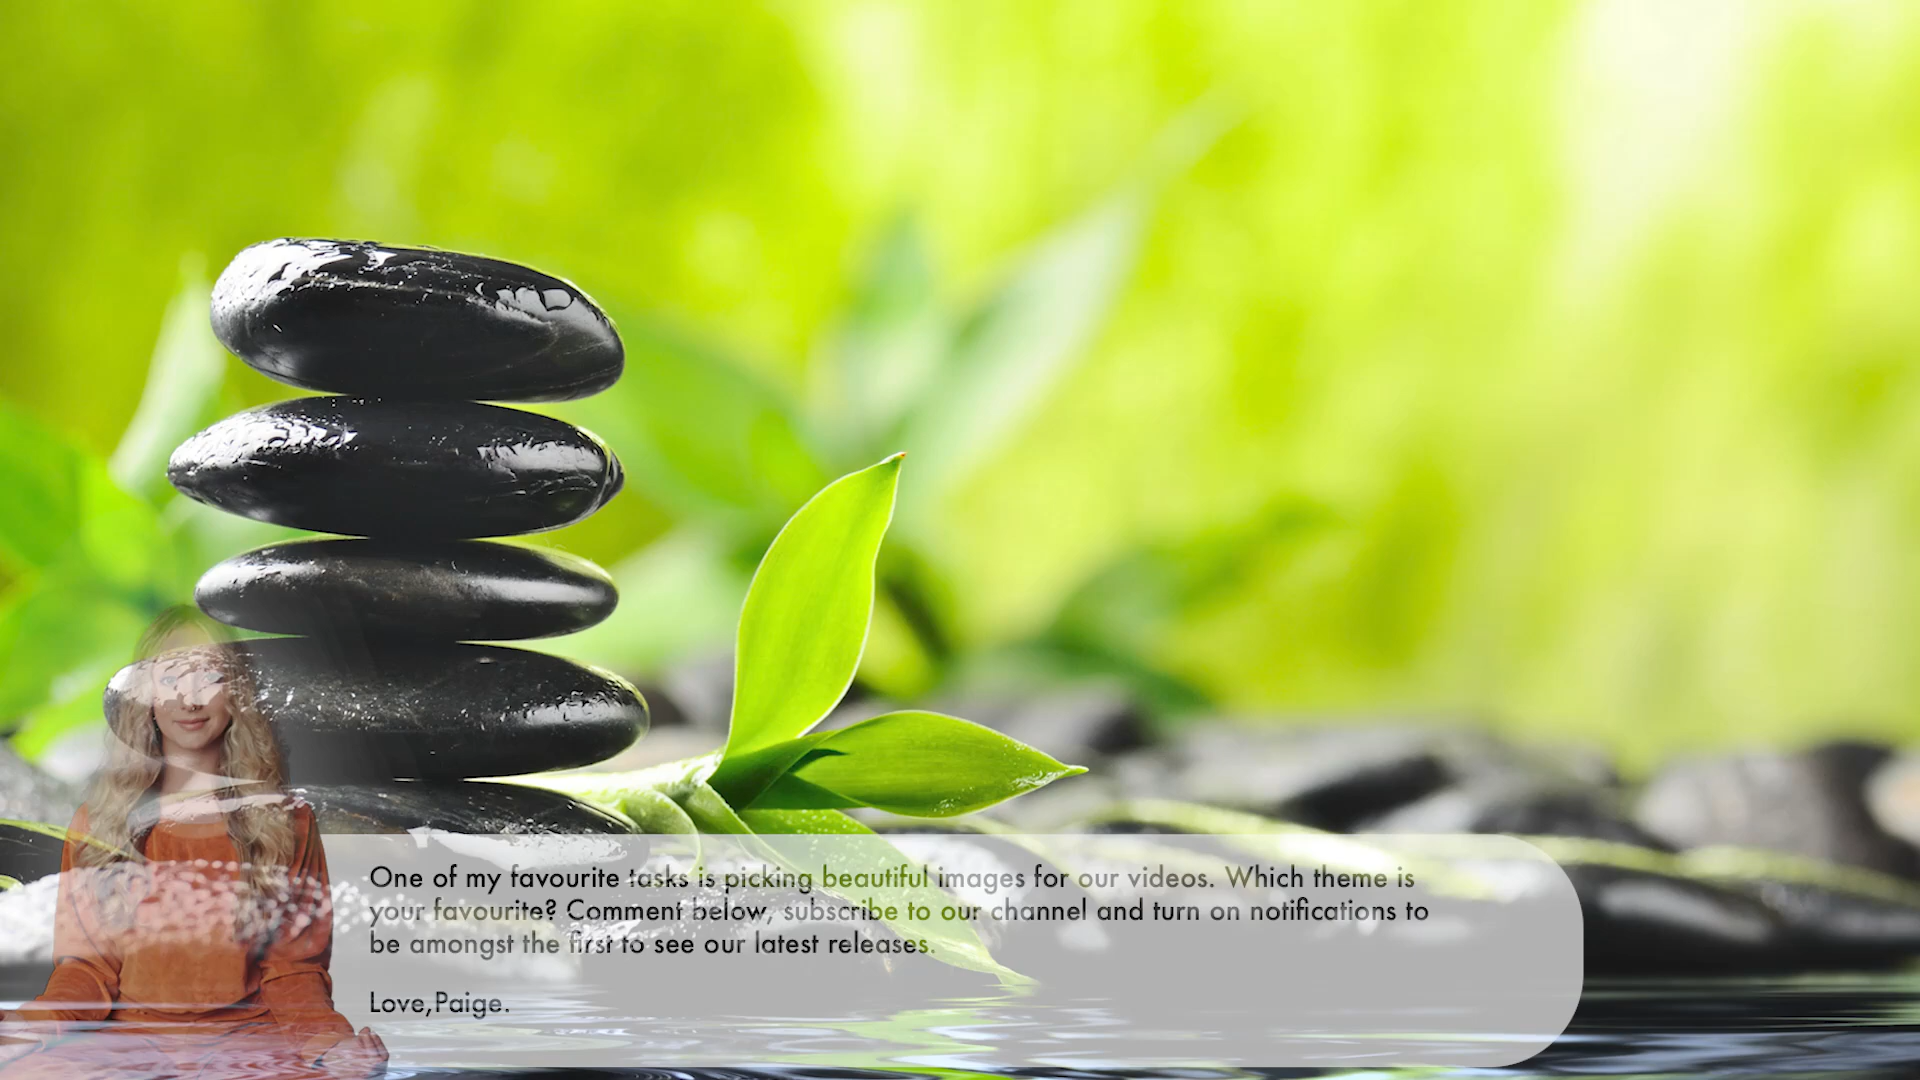 One of my favourite tasks is picking beautiful images for our videos. Which theme is
your favourite? Comment below, subscribe to our channel and turn on notifications to
be amongst the first to see our latest releases.
Love,Paige.